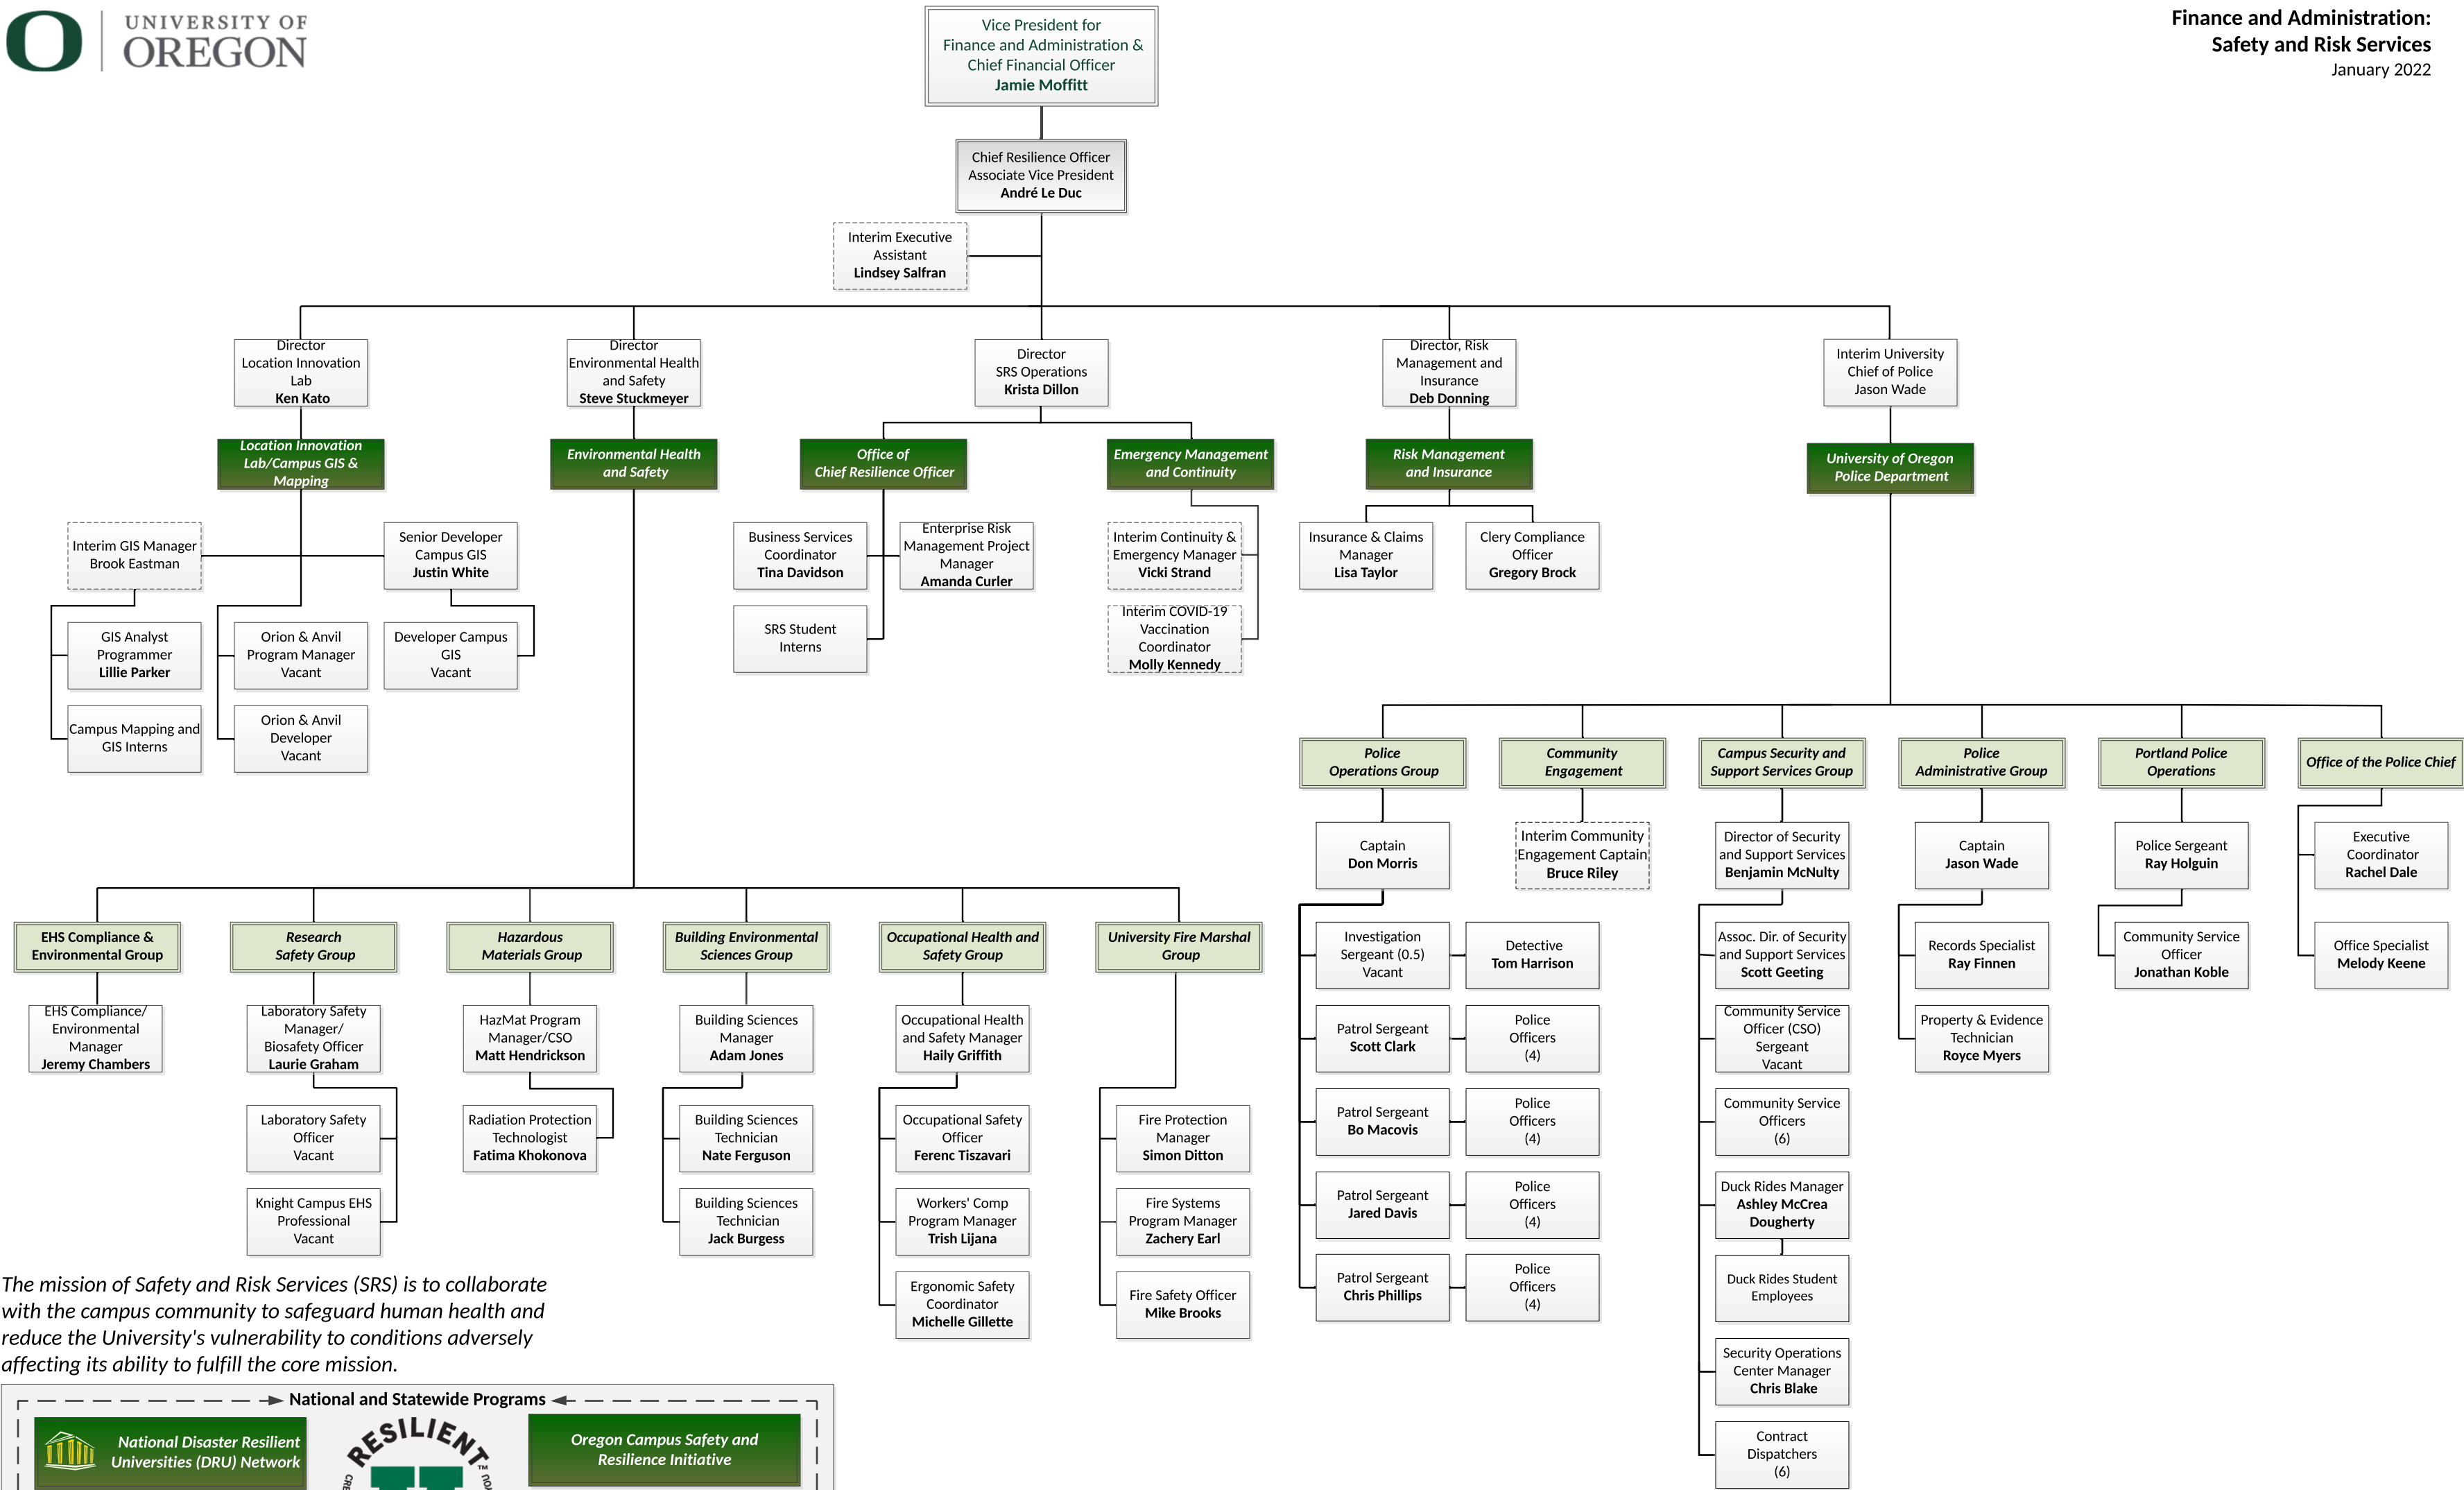 UNIVERSITY OF
OREGON
Finance and Administration:
Safety and Risk Services
January 2022
Vice President for
Finance and Administration &
Chief Financial Officer
Jamie Moffitt
Chief Resilience Officer
Associate Vice President
André Le Duc
Interim Executive
Assistant
Lindsey Salfran
Director
Location Innovation
Lab
Ken Kato
Director
Environmental Health
and Safety
Steve Stuckmeyer
Director
SRS Operations
Krista Dillon
Director, Risk
Management and
Insurance
Deb Donning
Interim University
Chief of Police
Jason Wade
Location Innovation
Lab/Campus GIS &
Mapping
Environmental Health
and Safety
Office of
Chief Resilience Officer
Emergency Management
and Continuity
Risk Management
and Insurance
University of Oregon
Police Department
Interim GIS Manager
Brook Eastman
Senior Developer
Campus GIS
Justin White
Business Services
Coordinator
Tina Davidson
Enterprise Risk
Management Project
Manager
Amanda Curler
Interim Continuity &
Emergency Manager
Vicki Strand
Insurance & Claims
Manager
Lisa Taylor
Clery Compliance
Officer
Gregory Brock
GIS Analyst
Programmer
Lillie Parker
Orion & Anvil
Program Manager
Vacant
Developer Campus
GIS
Vacant
SRS Student
Interns
Interim COVID-19
Vaccination
Coordinator
Molly Kennedy
Campus Mapping and
GIS Interns
Orion & Anvil
Developer
Vacant
Police
Operations Group
Community
Engagement
Campus Security and
Support Services Group
Police
Administrative Group
Portland Police
Operations
Office of the Police Chief
Captain
Don Morris
Interim Community
Engagement Captain
Bruce Riley
Director of Security
and Support Services
Benjamin McNulty
Captain
Jason Wade
Police Sergeant
Ray Holguin
Executive
Coordinator
Rachel Dale
EHS Compliance &
Environmental Group
Research
Safety Group
Hazardous
Materials Group
Building Environmental
Sciences Group
Occupational Health and
Safety Group
University Fire Marshal
Group
Investigation
Sergeant (0.5)
Vacant
Detective
Tom Harrison
Assoc. Dir. of Security
and Support Services
Scott Geeting
Records Specialist
Ray Finnen
Community Service
Officer
Jonathan Koble
Office Specialist
Melody Keene
EHS Compliance/
Environmental
Manager
Jeremy Chambers
Laboratory Safety
Manager/
Biosafety Officer
Laurie Graham
HazMat Program
Manager/CSO
Matt Hendrickson
Building Sciences
Manager
Adam Jones
Occupational Health
and Safety Manager
Haily Griffith
Patrol Sergeant
Scott Clark
Police
Officers
(4)
Community Service
Officer (CSO)
Sergeant
Vacant
Property & Evidence
Technician
Royce Myers
Laboratory Safety
Officer
Vacant
Radiation Protection
Technologist
Fatima Khokonova
Building Sciences
Technician
Nate Ferguson
Occupational Safety
Officer
Ferenc Tiszavari
Fire Protection
Manager
Simon Ditton
Patrol Sergeant
Bo Macovis
Police
Officers
(4)
Community Service
Officers
(6)
Knight Campus EHS
Professional
Vacant
Building Sciences
Technician
Jack Burgess
Workers' Comp
Program Manager
Trish Lijana
Fire Systems
Program Manager
Zachery Earl
Patrol Sergeant
Jared Davis
Police
Officers
(4)
Duck Rides Manager
Ashley McCrea
Dougherty
Ergonomic Safety
Coordinator
Michelle Gillette
Fire Safety Officer
Mike Brooks
Patrol Sergeant
Chris Phillips
Police
Officers
(4)
Duck Rides Student
Employees
Security Operations
Center Manager
Chris Blake
Contract
Dispatchers
(6)
The mission of Safety and Risk Services (SRS) is to collaborate
with the campus community to safeguard human health and
reduce the University's vulnerability to conditions adversely
affecting its ability to fulfill the core mission.
National and Statewide Programs
National Disaster Resilient
Universities (DRU) Network
RESILIENT™
Oregon Campus Safety and
Resilience Initiative